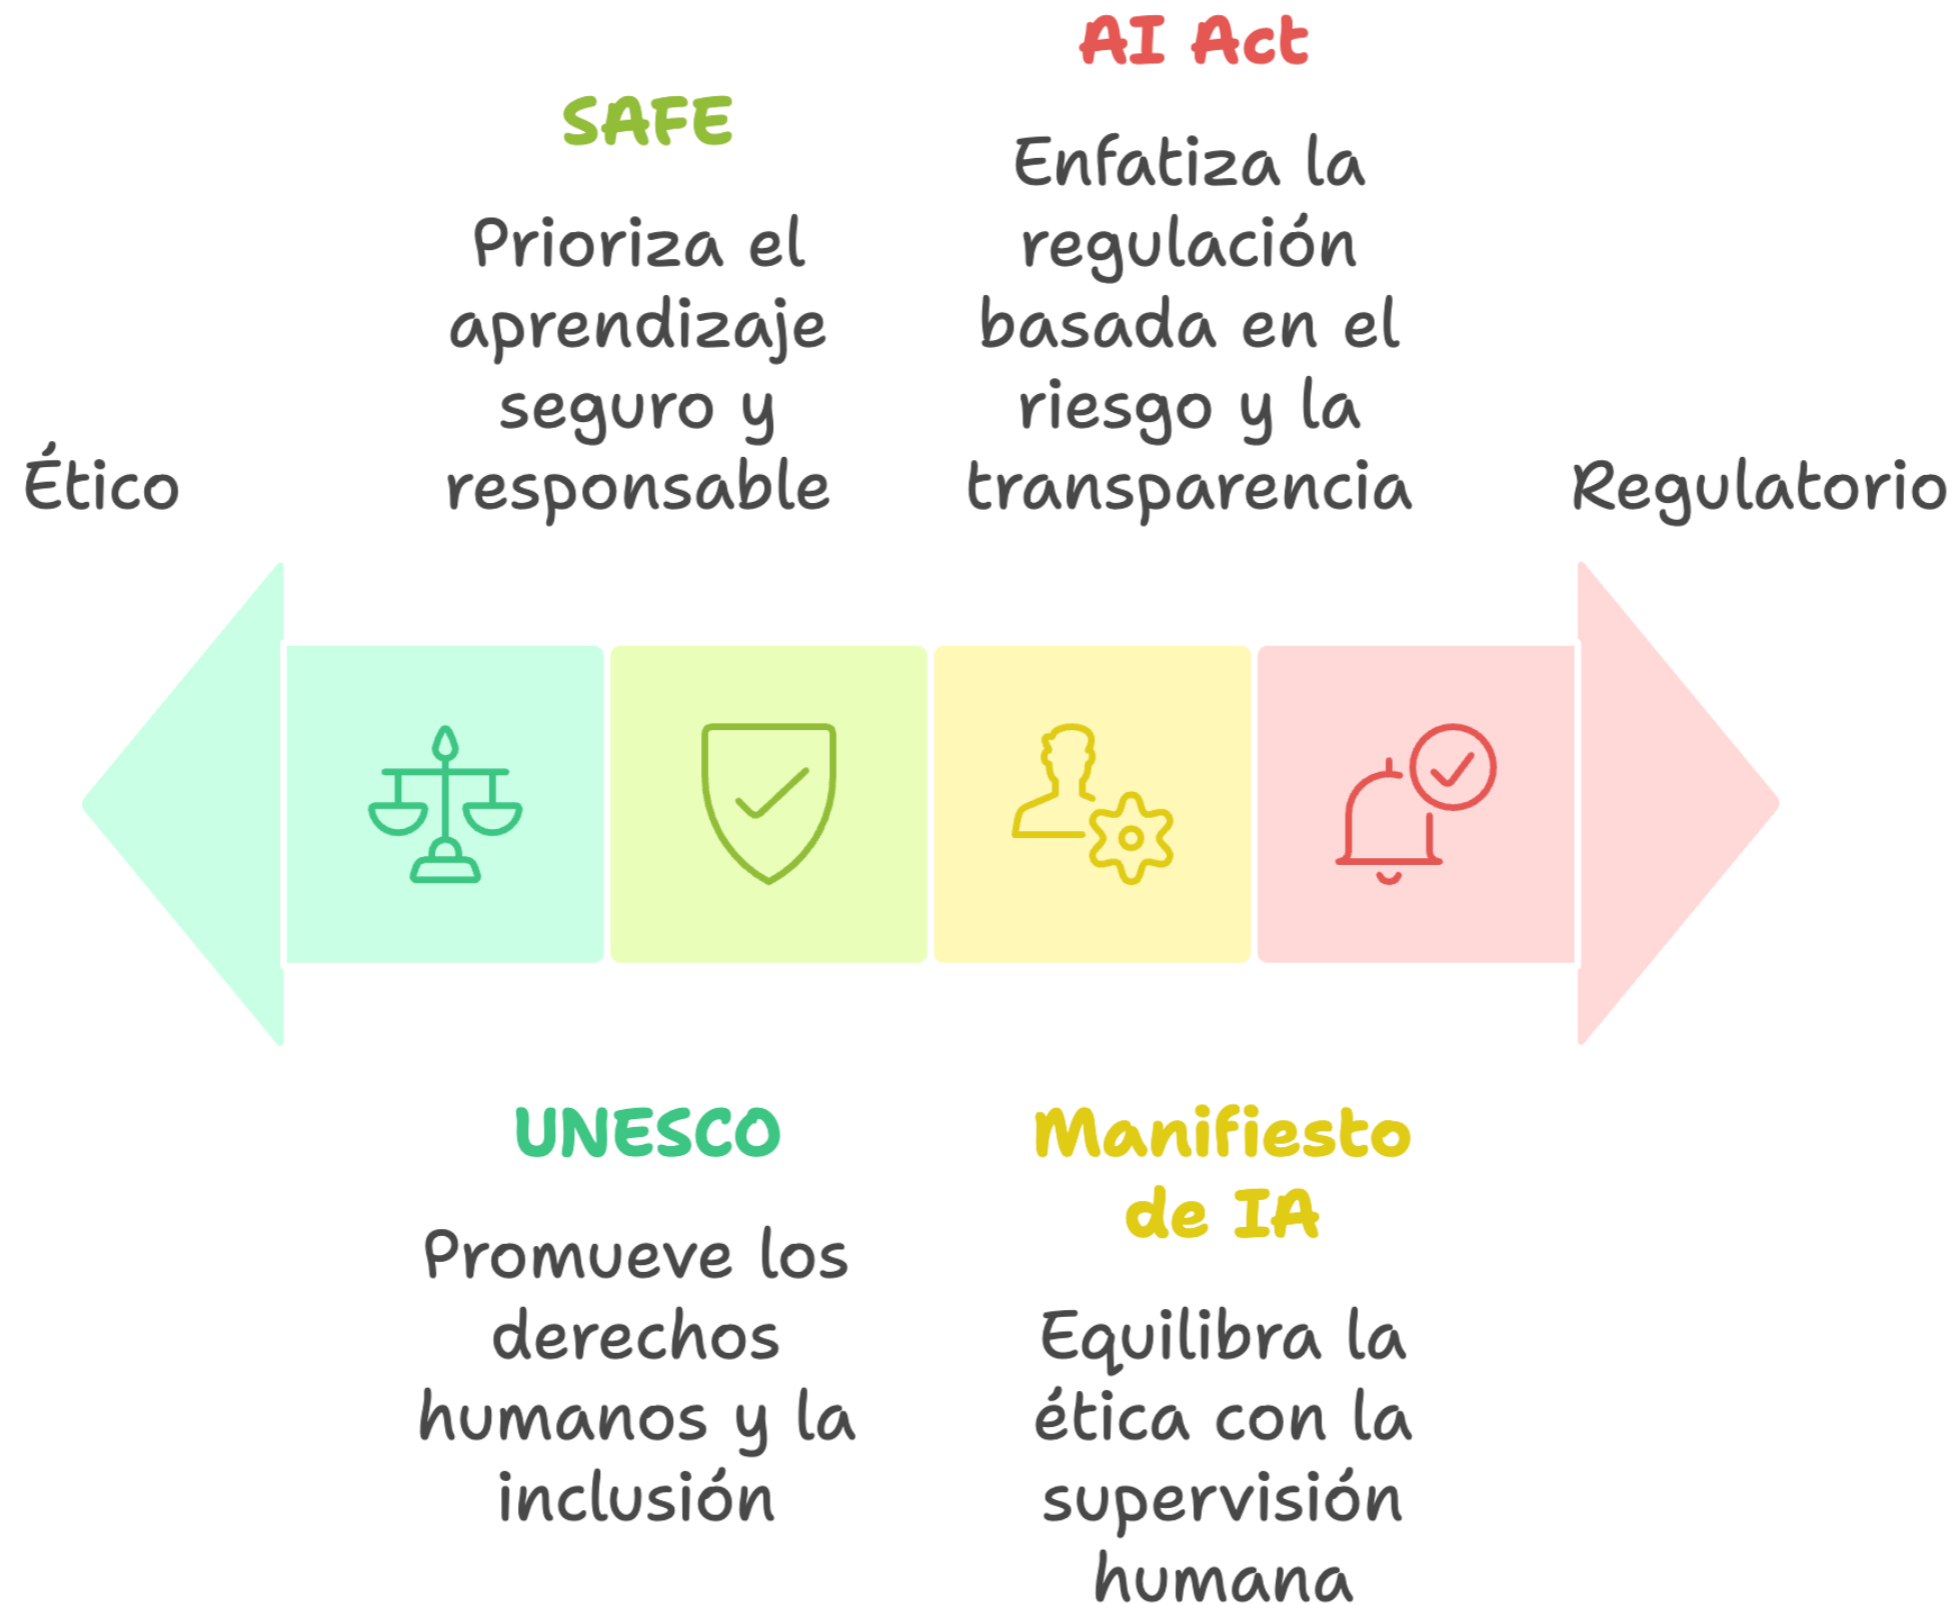 AI Act
SAFE
Enfatiza la
regulación
basada en el
riesgo y la
transparencia
Prioriza el
aprendizaje
seguro y
responsable
Ético
Regulatorio
UNESCO
Promueve los
derechos
humanos y la
inclusión
Manifiesto
de IA
Equilibra la
ética con la
supervisión
humana